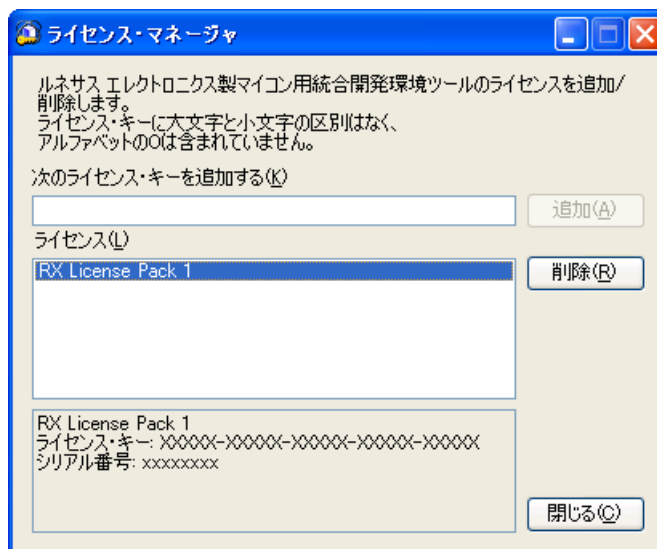 ライセンス・マネージャ
ルネサス エレクトロニクス製マイコン用統合開発環境ツールのライセンスを追加/
削除します。
ライセンス・キーに大文字と小文字の区別はなく、
アルファベットのOは含まれていません。
次のライセンス・キーを追加する(K)
追加(A)
ライセンス(L)
RX License Pack 1
削除(R)
RX License Pack 1
ライセンス・キー: XXXXX-XXXXX-XXXXX-XXXXX-XXXXX
シリアル番号: xxxxxxxx
閉じる(C)